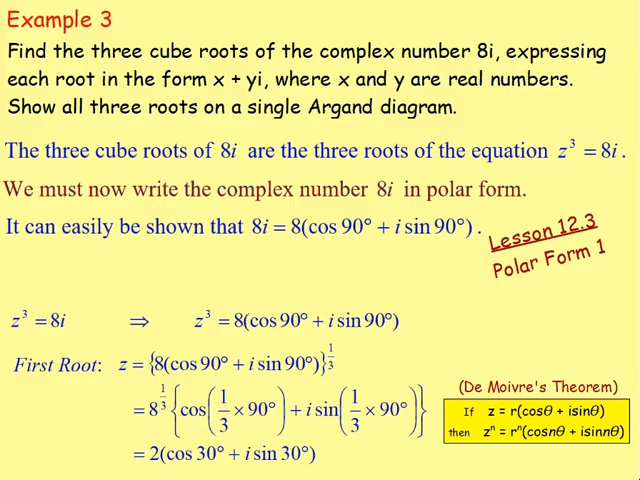 Example 3
Find the three cube roots of the complex number 8i, expressing
each root in the form x + yi, where x and y are real numbers.
Show all three roots on a single Argand diagram.
The three cube roots of 8i are the three roots of the equation z³ = 8i.
We must now write the complex number 8i in polar form.
It can easily be shown that 8i = 8(cos 90° + i sin 90°).
Lesson 12.3
Polar Form 1
z³ = 8i ⇒ z³ = 8(cos 90° + i sin 90°)
First Root: z = {8(cos 90° + i sin 90°)}^(1/3)
= 8^(1/3) {cos(1/3 × 90°) + i sin(1/3 × 90°)}
= 2(cos 30° + i sin 30°)
(De Moivre's Theorem)
If z = r(cosθ + isinθ)
then zⁿ = rⁿ(cosnθ + isinnθ)